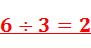 6 ÷ 3 = 2